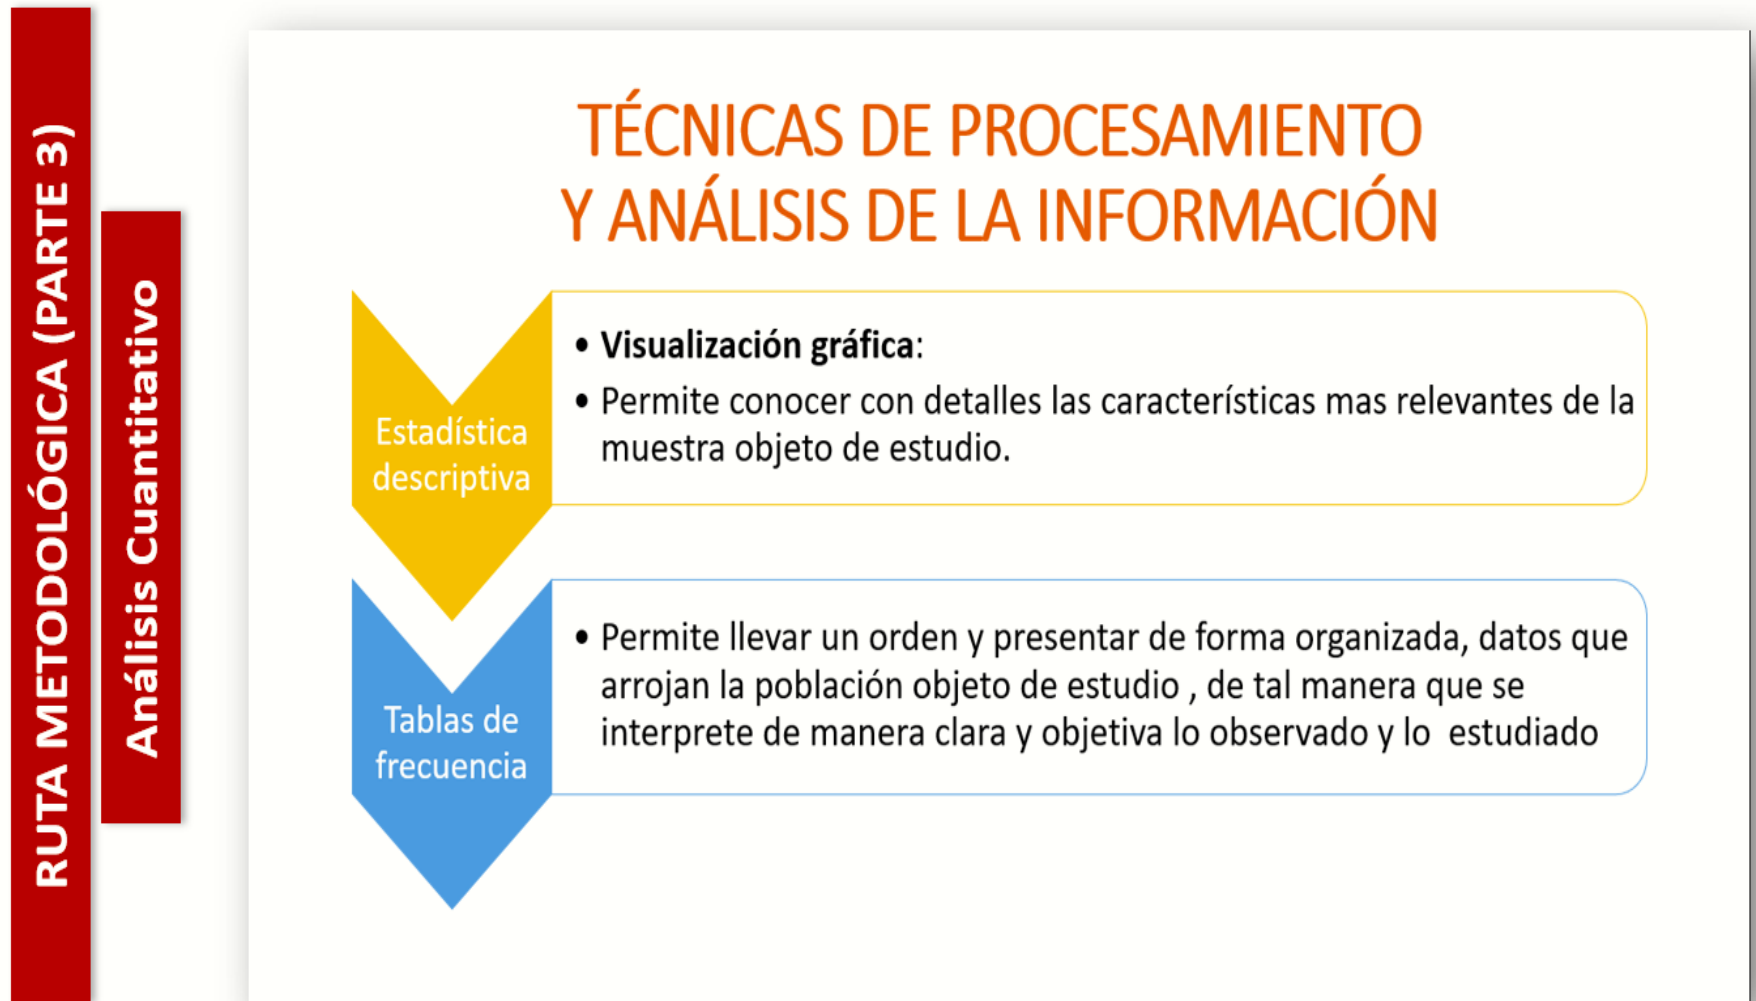 RUTA METODOLÓGICA (PARTE 3)
Análisis Cuantitativo
TÉCNICAS DE PROCESAMIENTO
Y ANÁLISIS DE LA INFORMACIÓN
Estadística
descriptiva
• Visualización gráfica:
• Permite conocer con detalles las características mas relevantes de la
muestra objeto de estudio.
Tablas de
frecuencia
• Permite llevar un orden y presentar de forma organizada, datos que
arrojan la población objeto de estudio , de tal manera que se
interprete de manera clara y objetiva lo observado y lo  estudiado